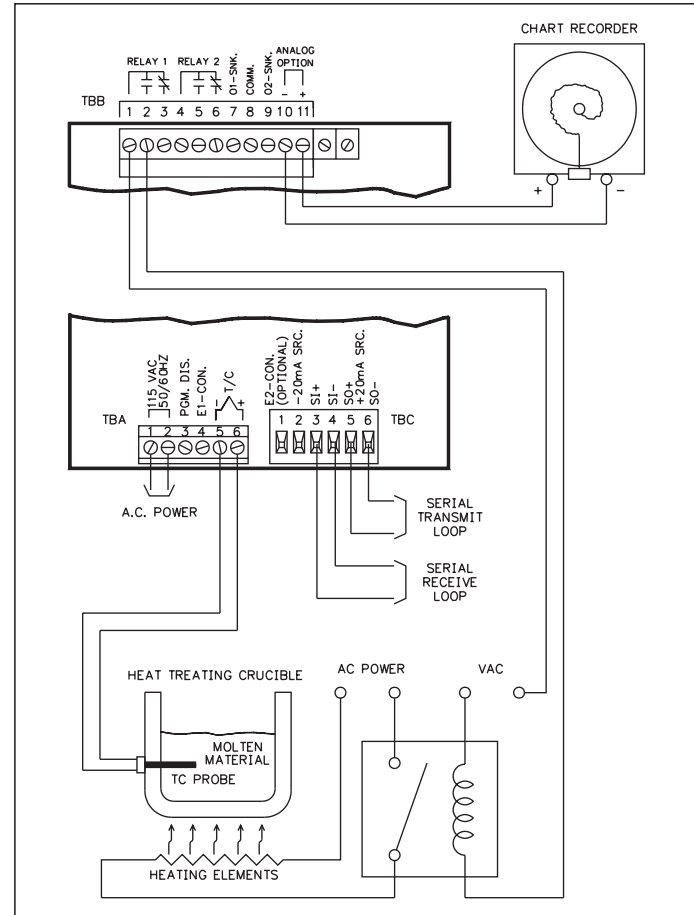 CHART RECORDER
RELAY 1 RELAY 2 O1-SNK. COMM. O2-SNK. ANALOG OPTION
- +
TBB 1 2 3 4 5 6 7 8 9 10 11
+ -
115 VAC 50/60HZ PGM. DIS. E1-CON. - T/C +
TBA 1 2 3 4 5 6
E2-CON. (OPTIONAL) -20mA SRC. SI+ SI- SO+ +20mA SRC. SO-
1 2 3 4 5 6 TBC
A.C. POWER
SERIAL
TRANSMIT
LOOP
SERIAL
RECEIVE
LOOP
HEAT TREATING CRUCIBLE
AC POWER VAC
MOLTEN
MATERIAL
TC PROBE
HEATING ELEMENTS